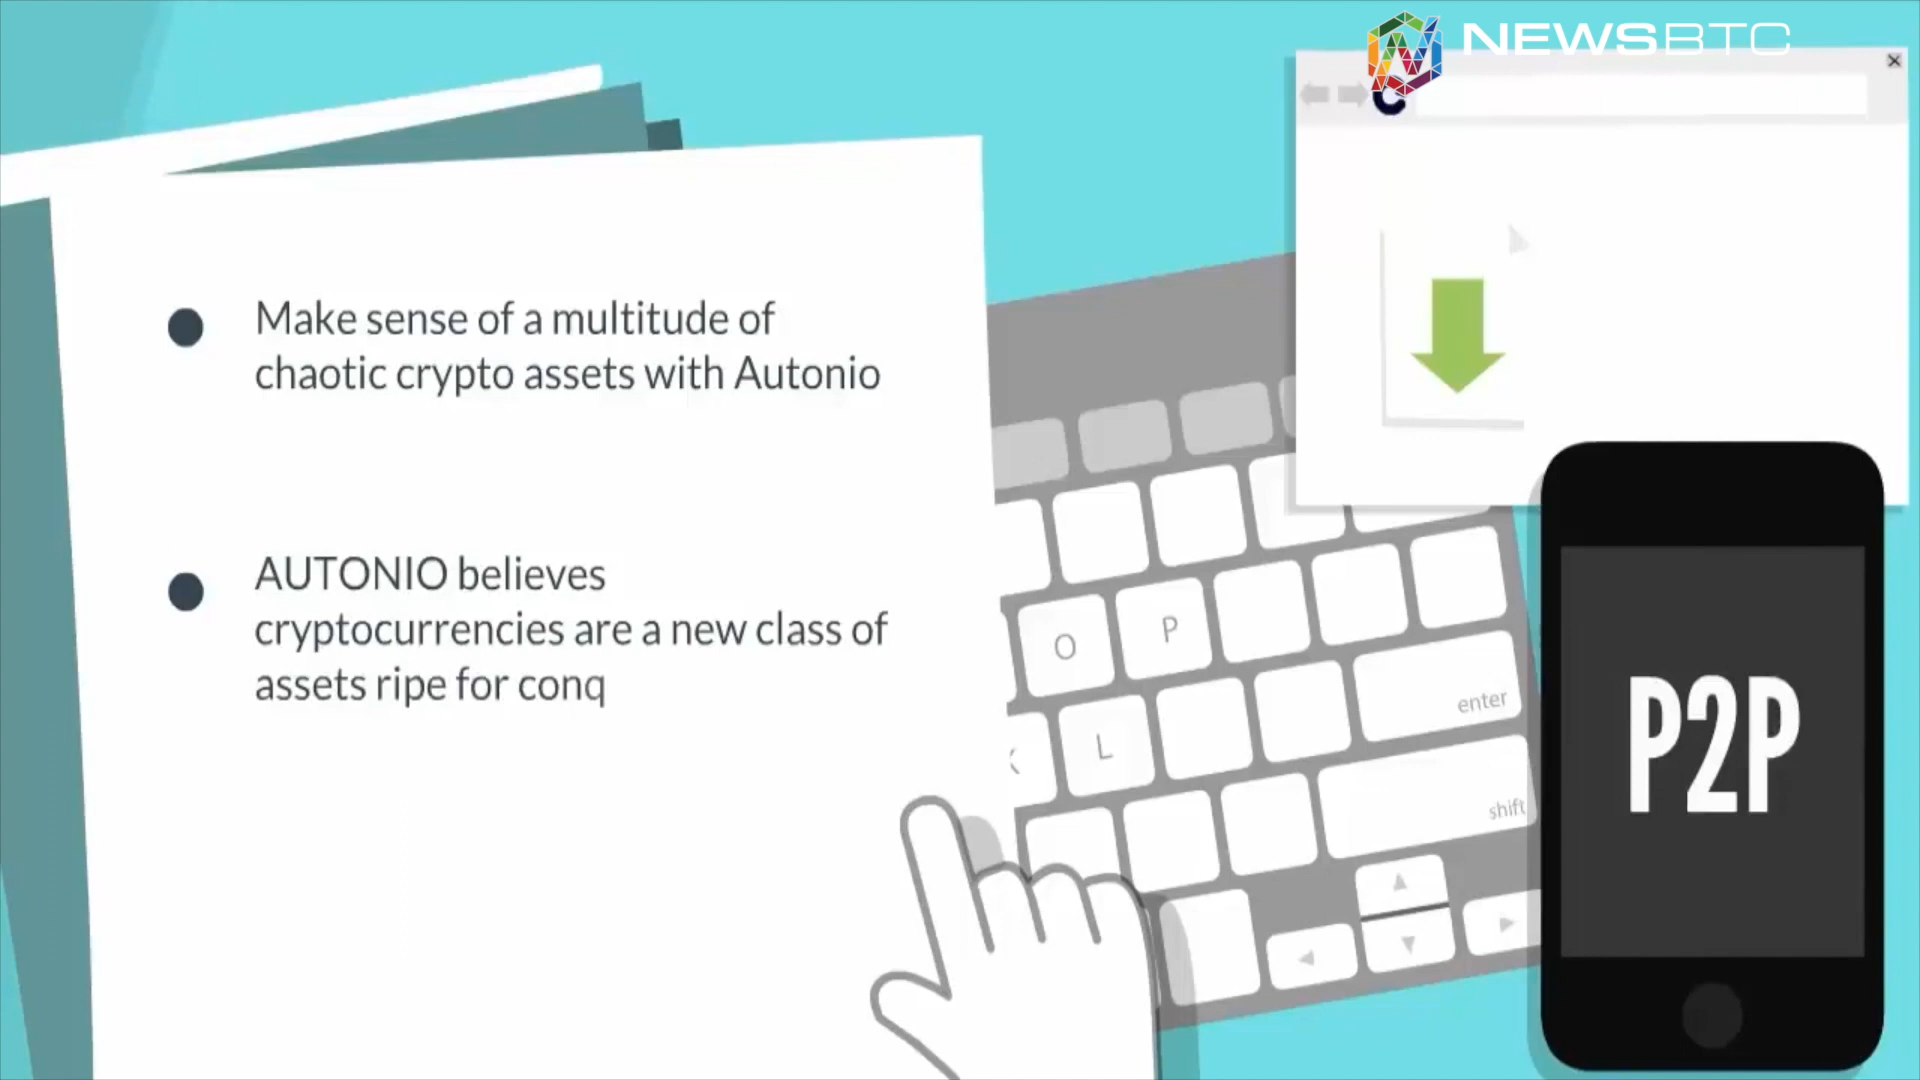 NEWSBTC
Make sense of a multitude of
chaotic crypto assets with Autonio
AUTONIO believes
cryptocurrencies are a new class of
assets ripe for conq
O P
enter
K L
shift
P2P